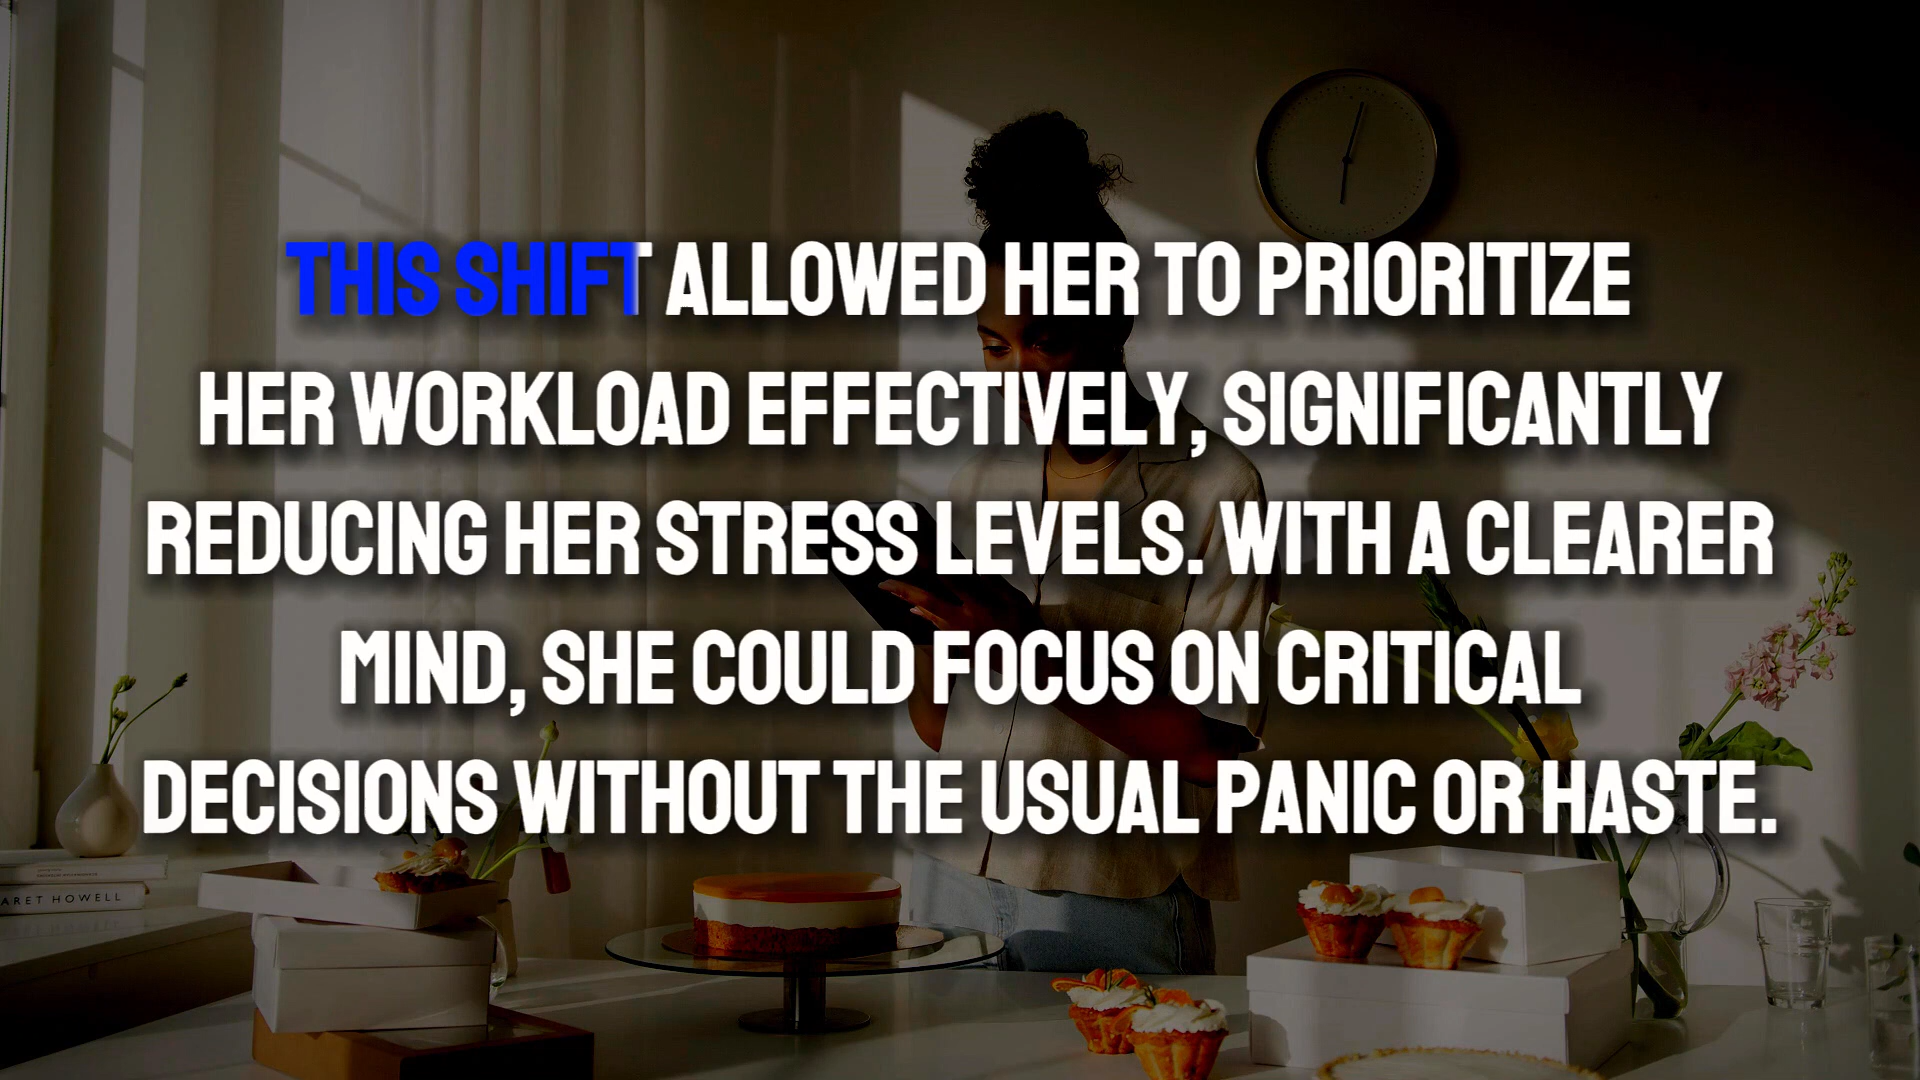 THIS SHIFT ALLOWED HER TO PRIORITIZE
HER WORKLOAD EFFECTIVELY, SIGNIFICANTLY
REDUCING HER STRESS LEVELS. WITH A CLEARER
MIND, SHE COULD FOCUS ON CRITICAL
DECISIONS WITHOUT THE USUAL PANIC OR HASTE.
ARET HOWELL